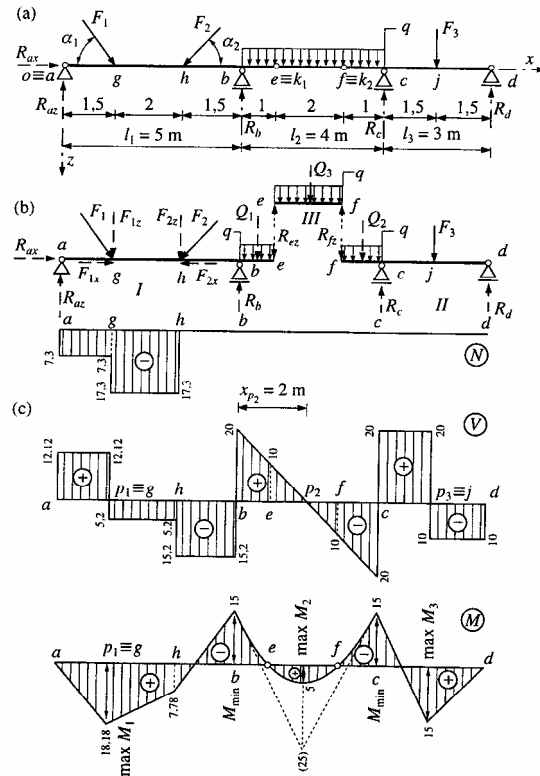 (a)
F₁ F₂ q F₃
α₁ α₂
Rₐₓ
o≡a g h b e≡k₁ f≡k₂ c j d x
R_az R_b R_c R_d
1,5 2 1,5 1 2 1 1,5 1,5
l₁ = 5 m l₂ = 4 m l₃ = 3 m
z
e Q₃ q
III f
(b)
F₁ F₁z F₂z F₂ q Q₁ R_ez R_fz Q₂ q F₃
Rₐₓ a F₁x g h F₂x b e f c j d
R_az I R_b R_c II R_d
a g h b c d
7,3 7,3 17,3 ⊖ 17,3 N
(c)
x_p₂ = 2 m
V
12,12 12,12 20 10 20 20
⊕ ⊕ ⊕
a p₁≡g h b e p₂ f c p₃≡j d
5,2 5,2 ⊖ 10 ⊖ 10 ⊖ 10
15,2 15,2 20
M
15 max M₂ 15 max M₃
a p₁≡g h ⊖ e f ⊖ d
⊕ b ⊕ 5 c ⊕
18,18 max M₁ 7,78 M_min M_min 15
(25)